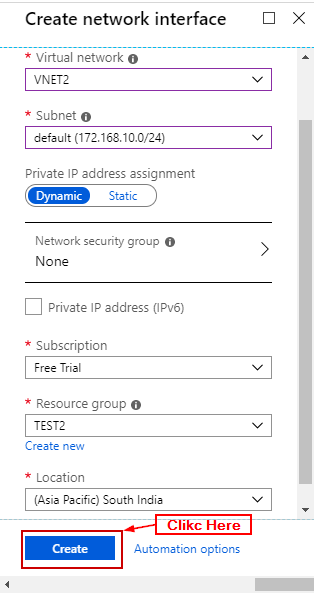 Create network interface
* Virtual network
VNET2
* Subnet
default (172.168.10.0/24)
Private IP address assignment
Dynamic Static
Network security group
None
Private IP address (IPv6)
* Subscription
Free Trial
* Resource group
TEST2
Create new
* Location
(Asia Pacific) South India
Clikc Here
Create Automation options